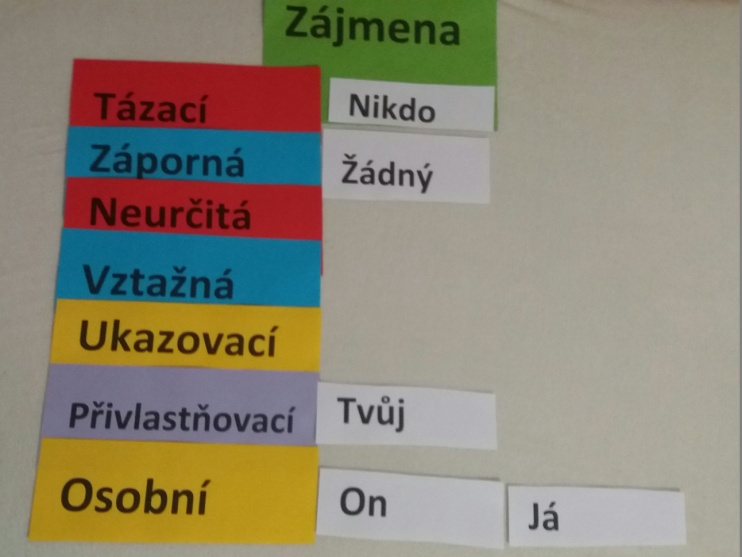 Zájmena
Tázací Nikdo
Záporná Žádný
Neurčitá
Vztažná
Ukazovací
Přivlastňovací Tvůj
Osobní On Já